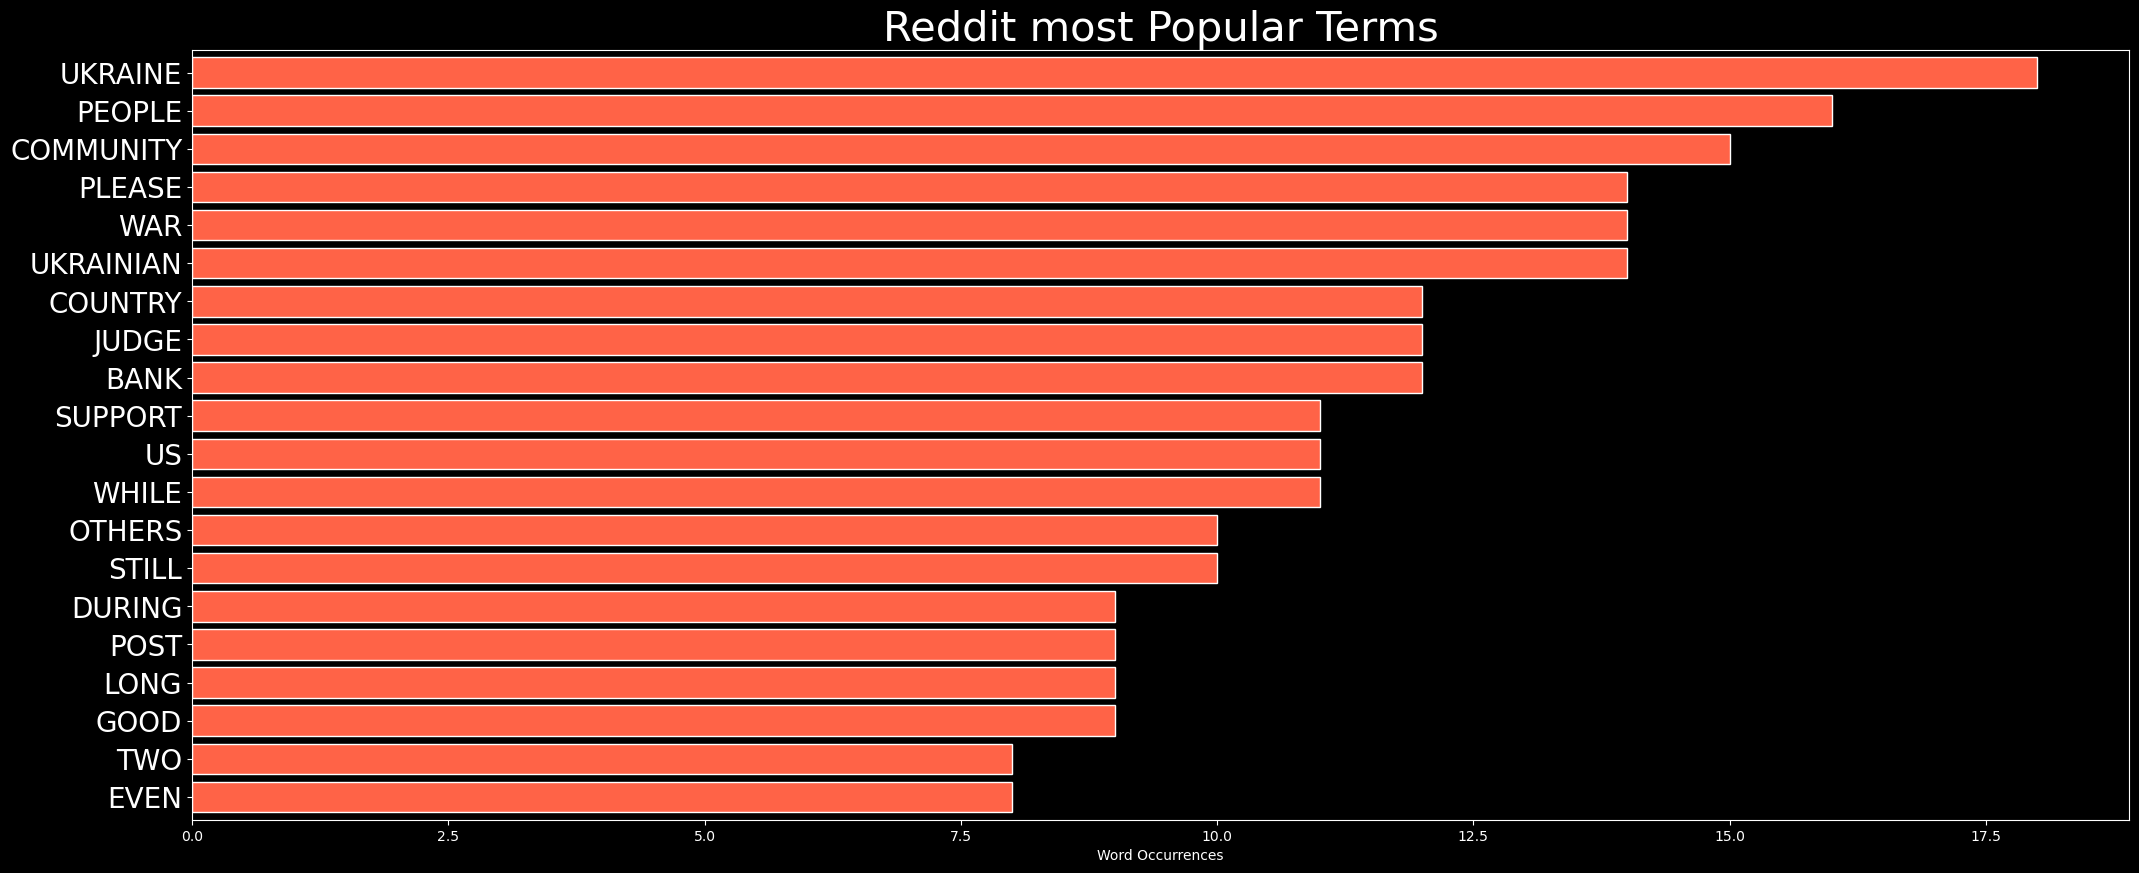 Reddit most Popular Terms
UKRAINE
PEOPLE
COMMUNITY
PLEASE
WAR
UKRAINIAN
COUNTRY
JUDGE
BANK
SUPPORT
US
WHILE
OTHERS
STILL
DURING
POST
LONG
GOOD
TWO
EVEN
0.0 2.5 5.0 7.5 10.0 12.5 15.0 17.5
Word Occurrences